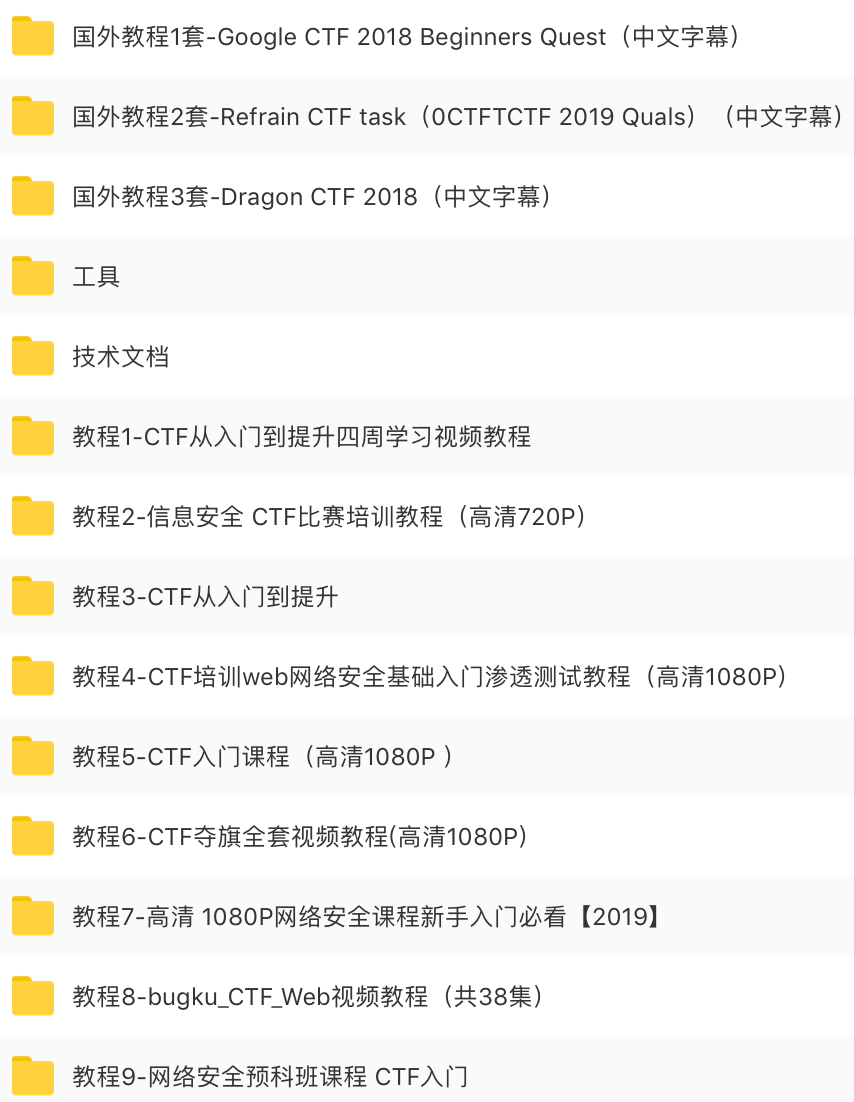 国外教程1套-Google CTF 2018 Beginners Quest（中文字幕）
国外教程2套-Refrain CTF task（0CTFTCTF 2019 Quals）（中文字幕）
国外教程3套-Dragon CTF 2018（中文字幕）
工具
技术文档
教程1-CTF从入门到提升四周学习视频教程
教程2-信息安全 CTF比赛培训教程（高清720P）
教程3-CTF从入门到提升
教程4-CTF培训web网络安全基础入门渗透测试教程（高清1080P）
教程5-CTF入门课程（高清1080P ）
教程6-CTF夺旗全套视频教程(高清1080P)
教程7-高清 1080P网络安全课程新手入门必看【2019】
教程8-bugku_CTF_Web视频教程（共38集）
教程9-网络安全预科班课程 CTF入门